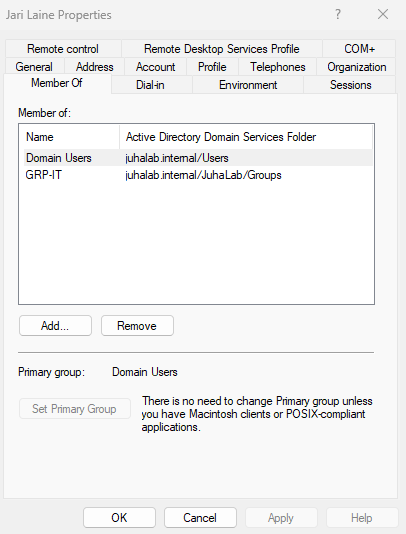 Jari Laine Properties
Remote control Remote Desktop Services Profile COM+
General Address Account Profile Telephones Organization
Member Of Dial-in Environment Sessions
Member of:
Name Active Directory Domain Services Folder
Domain Users juhalab.internal/Users
GRP-IT juhalab.internal/JuhaLab/Groups
Add... Remove
Primary group: Domain Users
Set Primary Group
There is no need to change Primary group unless
you have Macintosh clients or POSIX-compliant
applications.
OK Cancel Apply Help